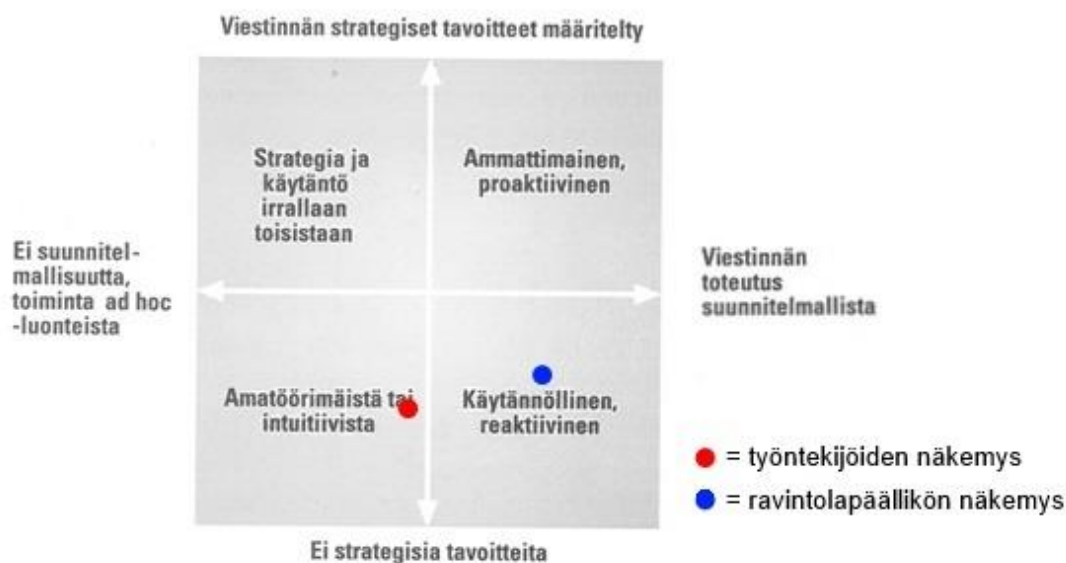 Viestinnän strategiset tavoitteet määritelty
Strategia ja
käytäntö
irrallaan
toisistaan
Ammattimainen,
proaktiivinen
Ei suunnitel-
mallisuutta,
toiminta ad hoc
-luonteista
Viestinnän
toteutus
suunnitelmallista
Amatöörimäistä tai
intuitiivista
Käytännöllinen,
reaktiivinen
= työntekijöiden näkemys
= ravintolapäällikön näkemys
Ei strategisia tavoitteita